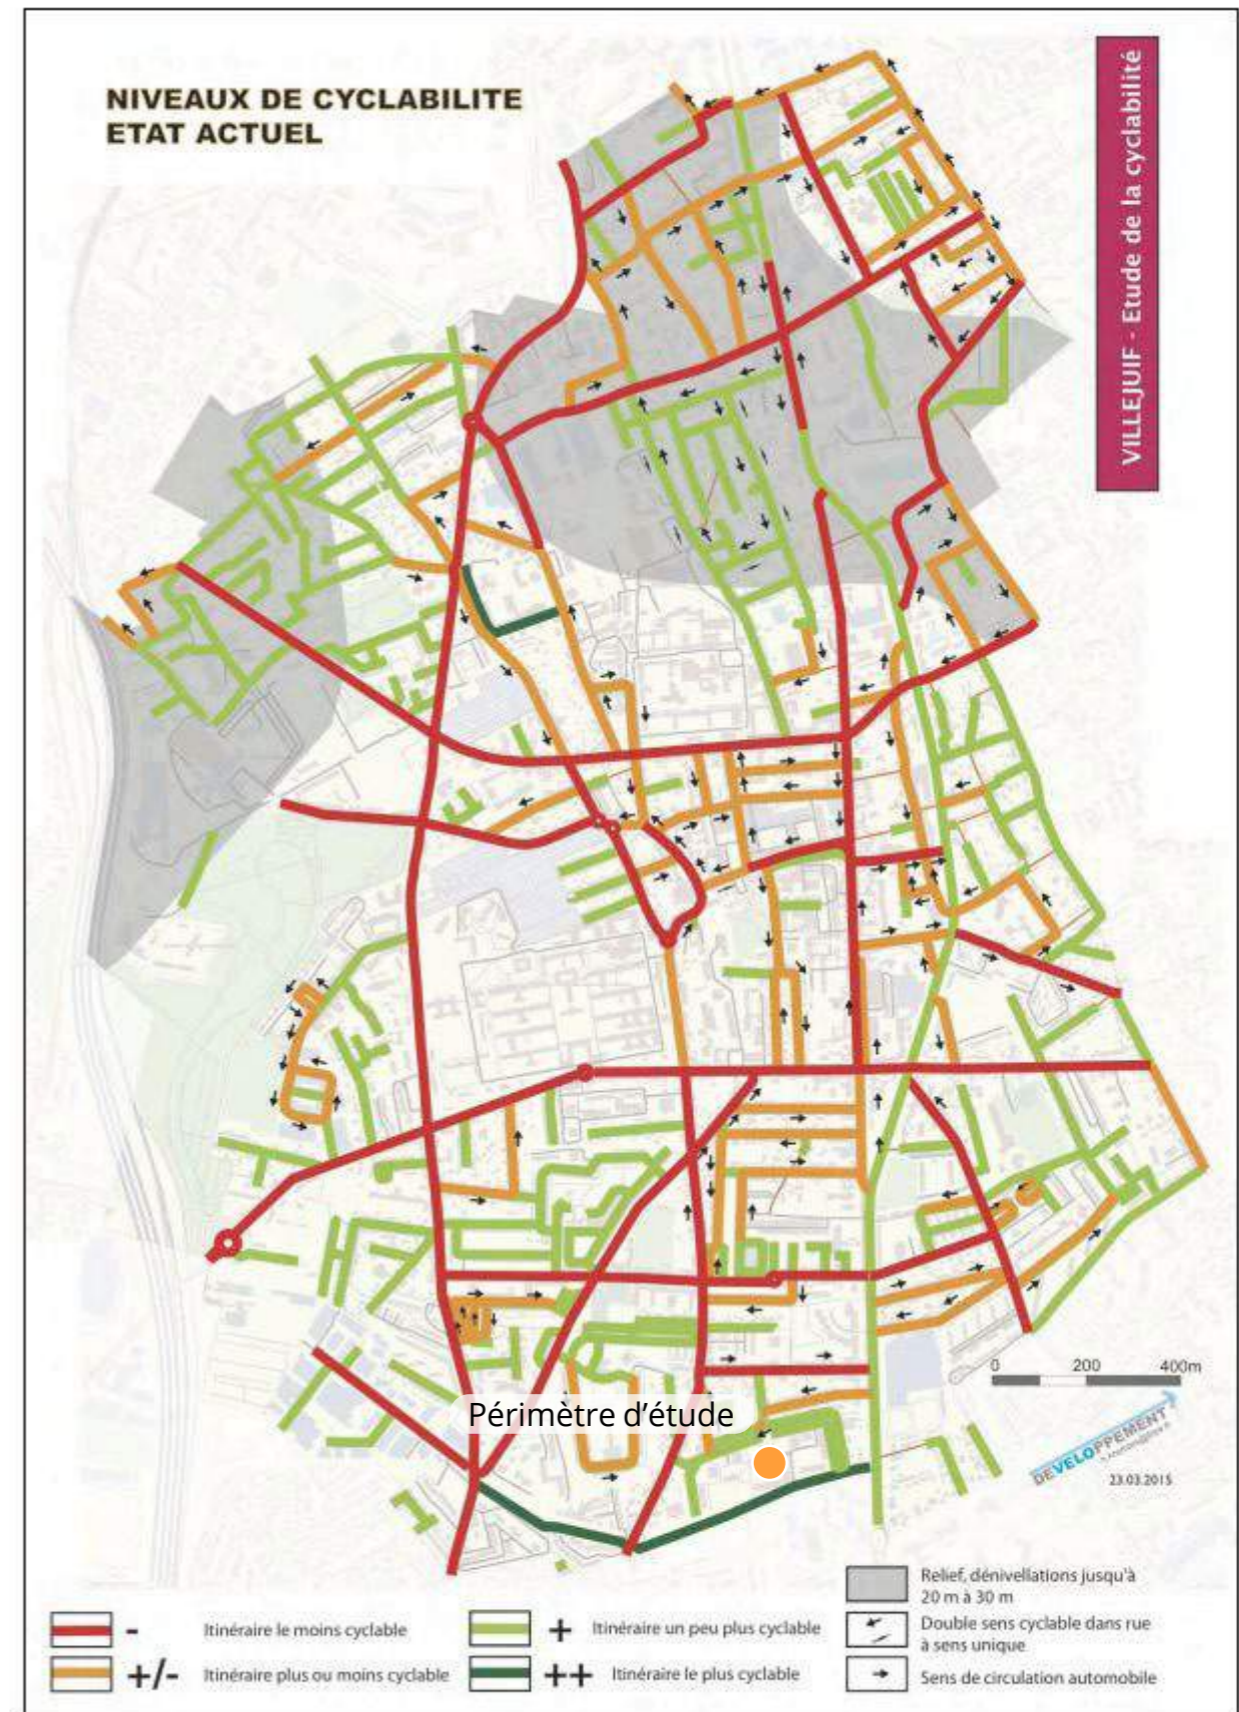 NIVEAUX DE CYCLABILITE
ETAT ACTUEL
VILLEJUIF - Etude de la cyclabilité
0 200 400m
Périmètre d'étude
DEVELOPPEMENT
23.03.2015
- Itinéraire le moins cyclable
+/- Itinéraire plus ou moins cyclable
+ Itinéraire un peu plus cyclable
++ Itinéraire le plus cyclable
Relief, dénivellations jusqu'à
20 m à 30 m
Double sens cyclable dans rue
à sens unique
Sens de circulation automobile